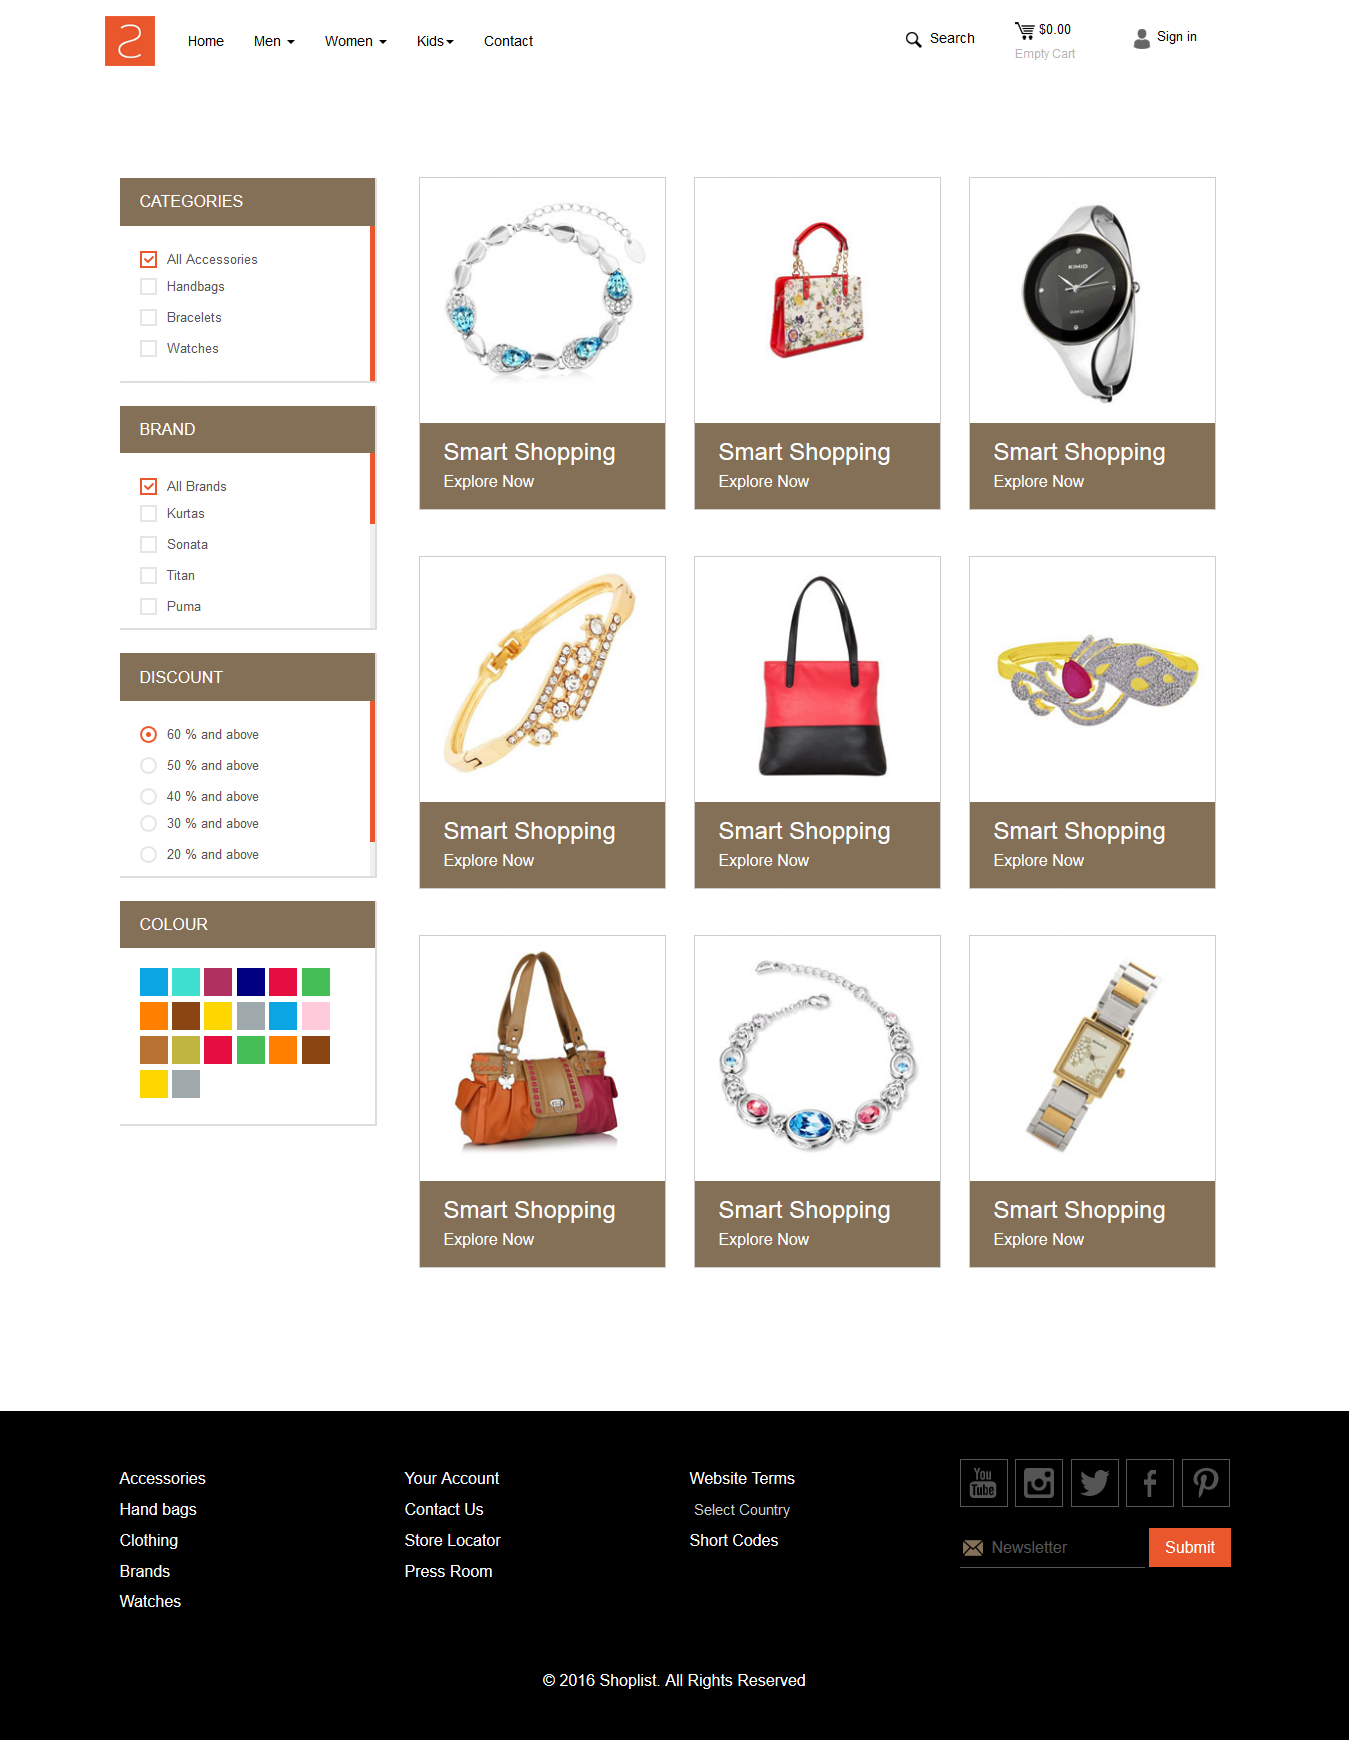 Home Men Women Kids Contact Search $0.00 Sign in
Empty Cart
CATEGORIES
All Accessories
Handbags
Bracelets
Watches
BRAND
All Brands
Kurtas
Sonata
Titan
Puma
DISCOUNT
60 % and above
50 % and above
40 % and above
30 % and above
20 % and above
COLOUR
KIMIO
QUARTZ
Smart Shopping
Explore Now
Smart Shopping
Explore Now
Smart Shopping
Explore Now
Smart Shopping
Explore Now
Smart Shopping
Explore Now
Smart Shopping
Explore Now
Smart Shopping
Explore Now
Smart Shopping
Explore Now
Smart Shopping
Explore Now
Accessories
Hand bags
Clothing
Brands
Watches
Your Account
Contact Us
Store Locator
Press Room
Website Terms
Select Country
Short Codes
You
Tube
Newsletter Submit
© 2016 Shoplist. All Rights Reserved